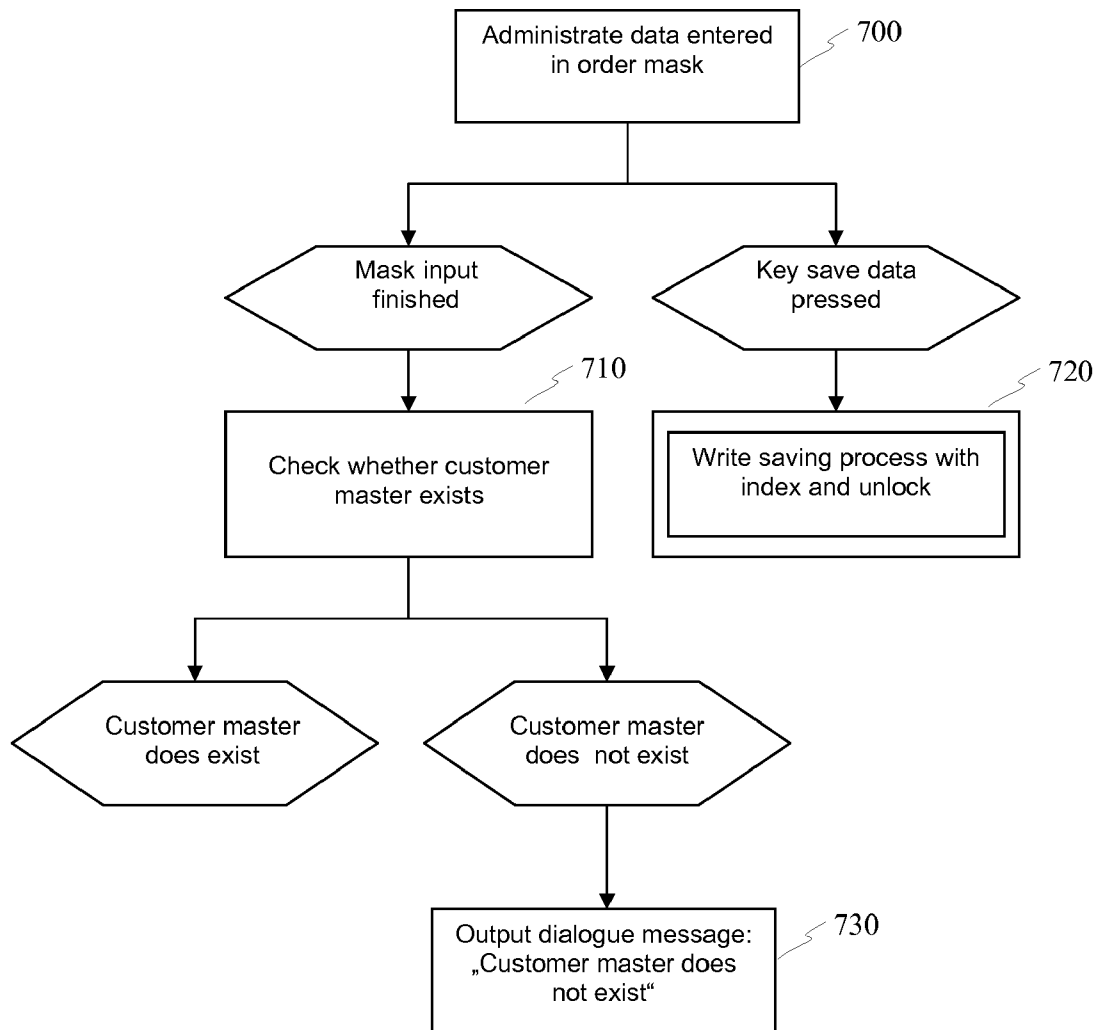 Administrate data entered
in order mask
700
Mask input
finished
Key save data
pressed
710
720
Check whether customer
master exists
Write saving process with
index and unlock
Customer master
does exist
Customer master
does  not exist
730
Output dialogue message:
„Customer master does
not exist“